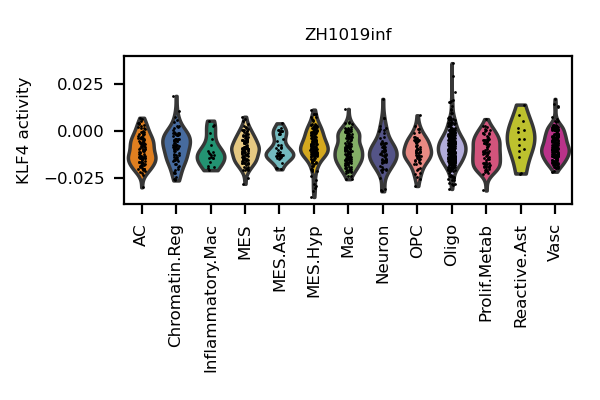 ZH1019inf
KLF4 activity
0.025
0.000
−0.025
AC
Chromatin.Reg
Inflammatory.Mac
MES
MES.Ast
MES.Hyp
Mac
Neuron
OPC
Oligo
Prolif.Metab
Reactive.Ast
Vasc